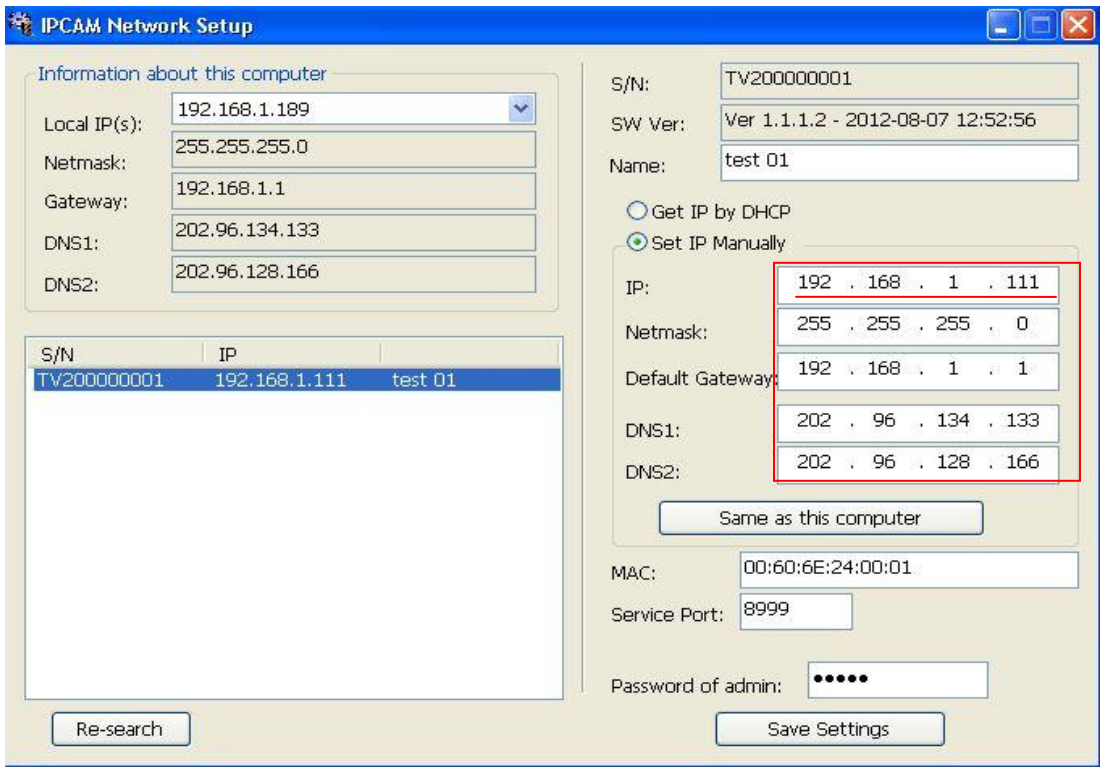 IPCAM Network Setup
Information about this computer
Local IP(s): 192.168.1.189
Netmask: 255.255.255.0
Gateway: 192.168.1.1
DNS1: 202.96.134.133
DNS2: 202.96.128.166
S/N IP
TV200000001 192.168.1.111 test 01
Re-search
S/N: TV200000001
SW Ver: Ver 1.1.1.2 - 2012-08-07 12:52:56
Name: test 01
Get IP by DHCP
Set IP Manually
IP: 192 . 168 . 1 . 111
Netmask: 255 . 255 . 255 . 0
Default Gateway: 192 . 168 . 1 . 1
DNS1: 202 . 96 . 134 . 133
DNS2: 202 . 96 . 128 . 166
Same as this computer
MAC: 00:60:6E:24:00:01
Service Port: 8999
Password of admin: •••••
Save Settings